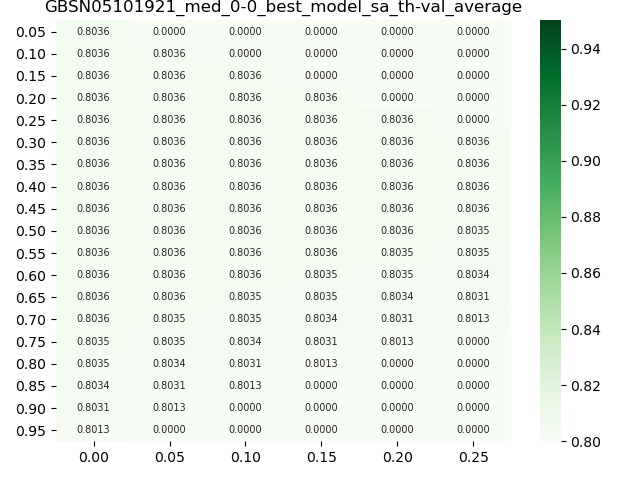 GBSN05101921_med_0-0_best_model_sa_th-val_average
0.05 0.8036 0.0000 0.0000 0.0000 0.0000 0.0000
0.10 0.8036 0.8036 0.0000 0.0000 0.0000 0.0000
0.15 0.8036 0.8036 0.8036 0.0000 0.0000 0.0000
0.20 0.8036 0.8036 0.8036 0.8036 0.0000 0.0000
0.25 0.8036 0.8036 0.8036 0.8036 0.8036 0.0000
0.30 0.8036 0.8036 0.8036 0.8036 0.8036 0.8036
0.35 0.8036 0.8036 0.8036 0.8036 0.8036 0.8036
0.40 0.8036 0.8036 0.8036 0.8036 0.8036 0.8036
0.45 0.8036 0.8036 0.8036 0.8036 0.8036 0.8036
0.50 0.8036 0.8036 0.8036 0.8036 0.8036 0.8035
0.55 0.8036 0.8036 0.8036 0.8036 0.8035 0.8035
0.60 0.8036 0.8036 0.8036 0.8035 0.8035 0.8034
0.65 0.8036 0.8036 0.8035 0.8035 0.8034 0.8031
0.70 0.8036 0.8035 0.8035 0.8034 0.8031 0.8013
0.75 0.8035 0.8035 0.8034 0.8031 0.8013 0.0000
0.80 0.8035 0.8034 0.8031 0.8013 0.0000 0.0000
0.85 0.8034 0.8031 0.8013 0.0000 0.0000 0.0000
0.90 0.8031 0.8013 0.0000 0.0000 0.0000 0.0000
0.95 0.8013 0.0000 0.0000 0.0000 0.0000 0.0000
0.00 0.05 0.10 0.15 0.20 0.25
0.94
0.92
0.90
0.88
0.86
0.84
0.82
0.80